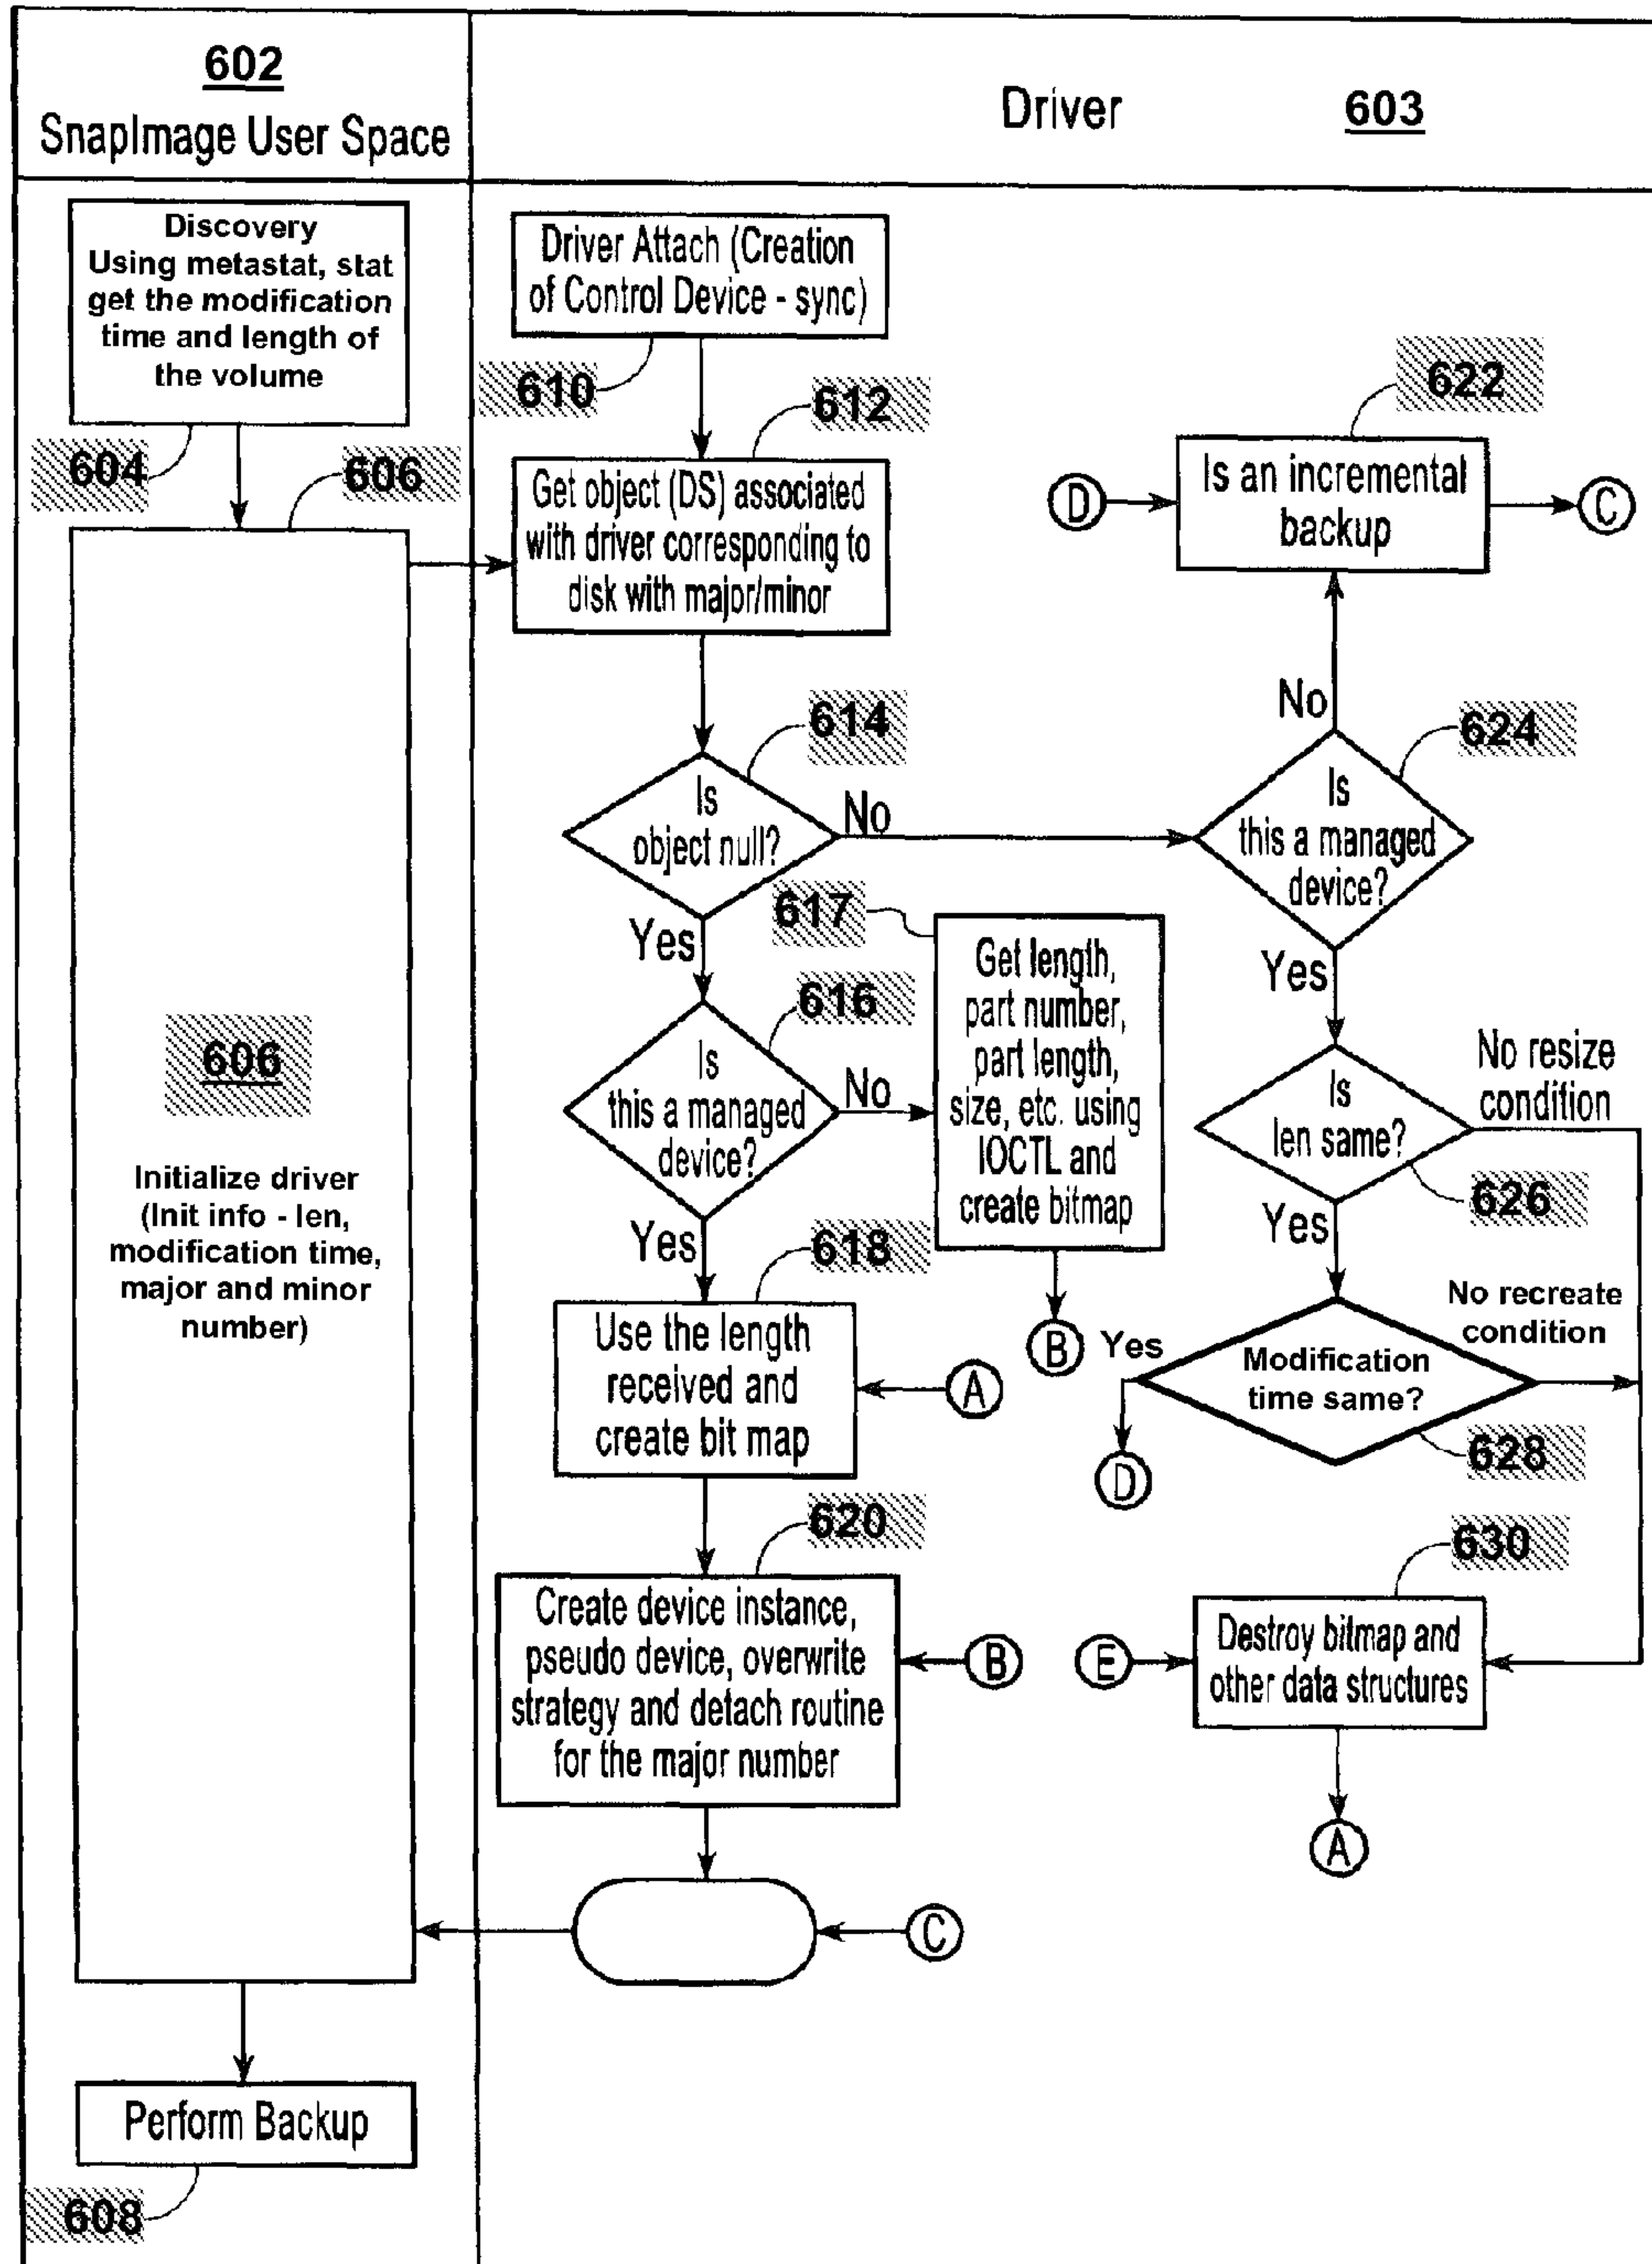 602
SnapImage User Space
Driver 603
Discovery
Using metastat, stat
get the modification
time and length of
the volume
604
606
606
Initialize driver
(Init info - len,
modification time,
major and minor
number)
Perform Backup
608
Driver Attach (Creation
of Control Device - sync)
610
612
Get object (DS) associated
with driver corresponding to
disk with major/minor
614
Is
object null?
No
Yes
616
Is
this a managed
device?
No
Yes
617
Get length,
part number,
part length,
size, etc. using
IOCTL and
create bitmap
B
618
Use the length
received and
create bit map
A
620
Create device instance,
pseudo device, overwrite
strategy and detach routine
for the major number
B
C
622
D
Is an incremental
backup
C
No
624
Is
this a managed
device?
Yes
No resize
condition
Is
len same?
626
Yes
No recreate
condition
Yes
Modification
time same?
628
D
630
E
Destroy bitmap and
other data structures
A